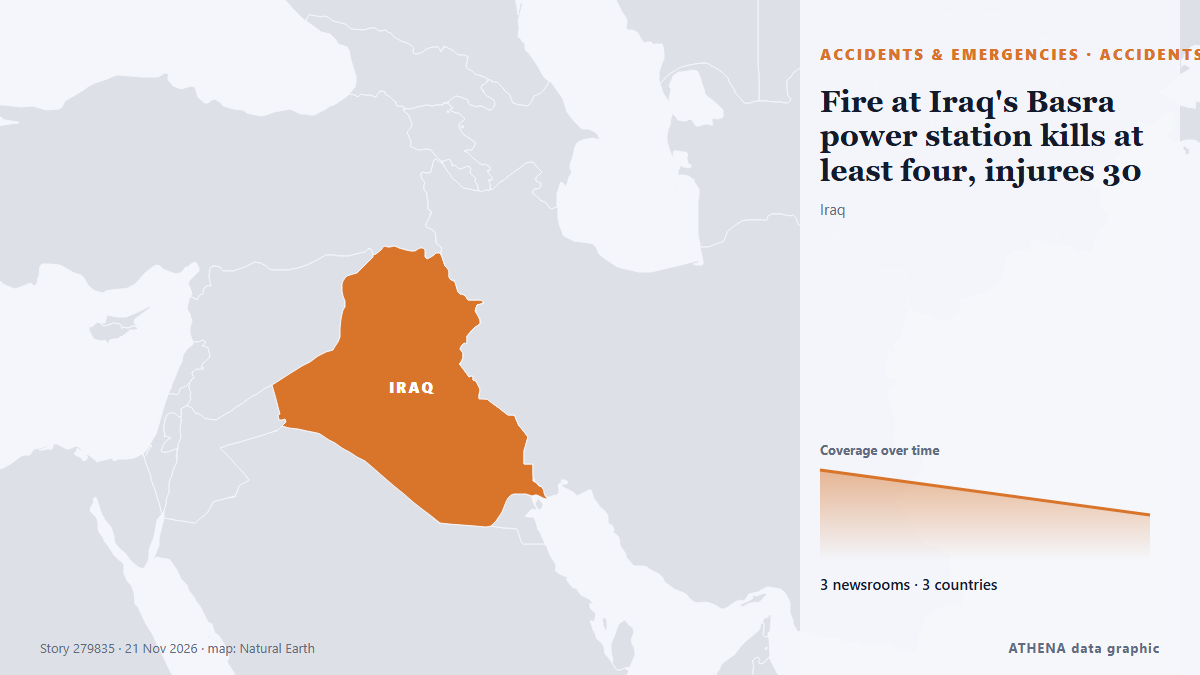 ACCIDENTS & EMERGENCIES · ACCIDENTS
Fire at Iraq's Basra
power station kills at
least four, injures 30
Iraq
IRAQ
Coverage over time
3 newsrooms · 3 countries
Story 279835 · 21 Nov 2026 · map: Natural Earth
ATHENA data graphic